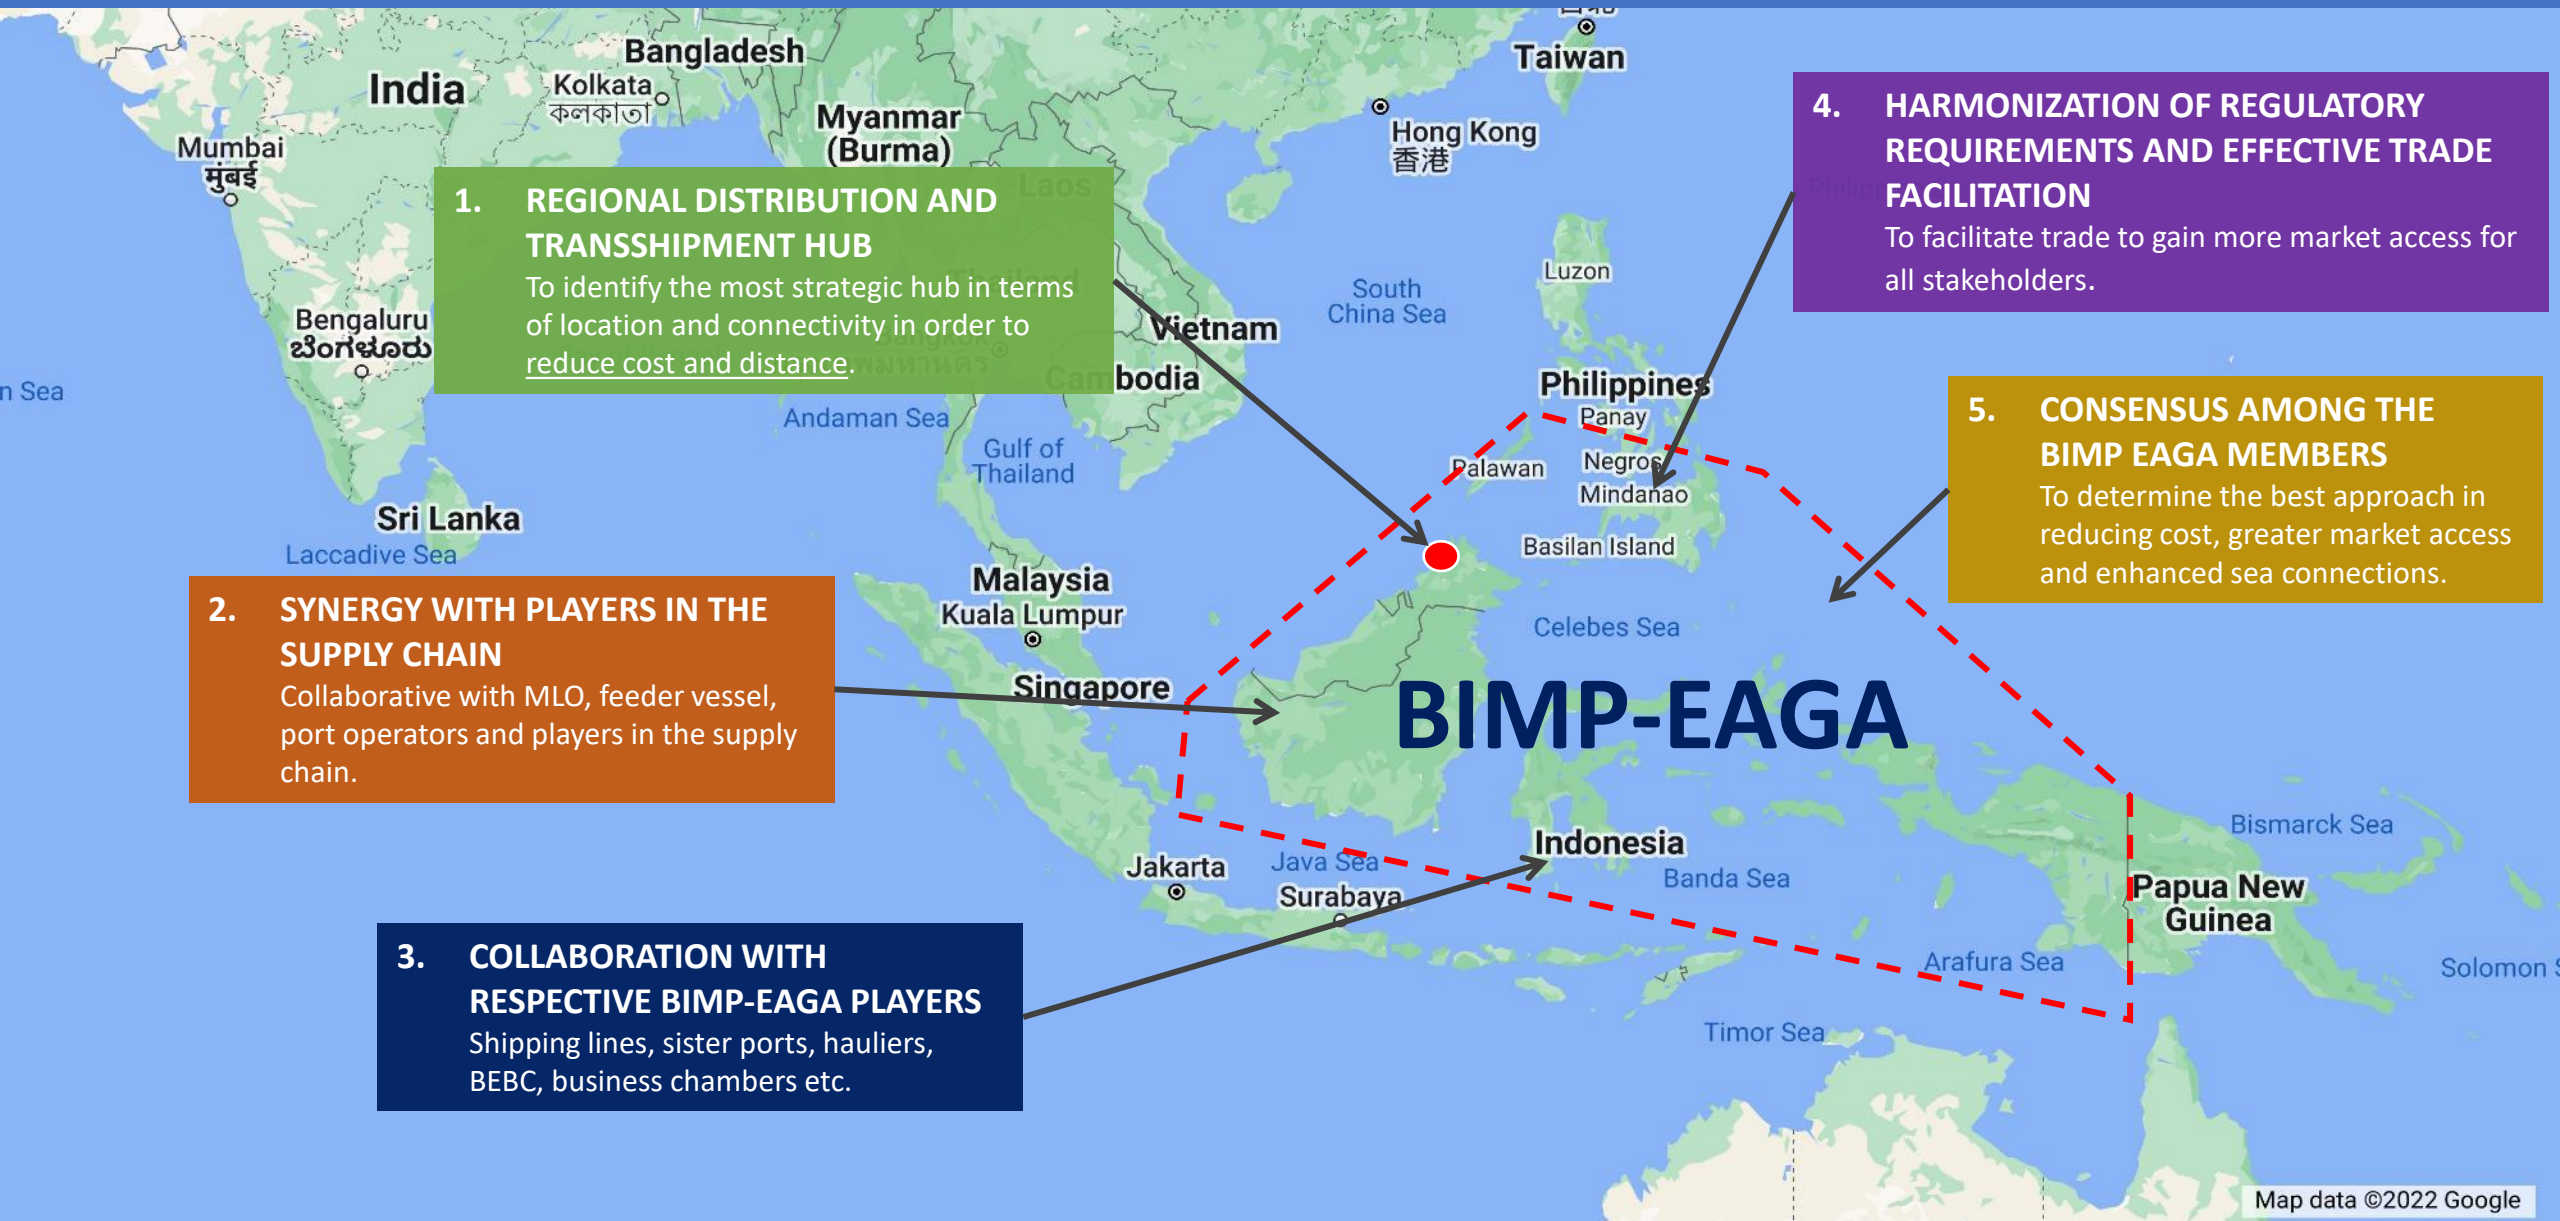 Bangladesh
India
Kolkata
কলকাতা
Taiwan
Myanmar
(Burma)
Hong Kong
香港
Mumbai
मुंबई
4. HARMONIZATION OF REGULATORY
REQUIREMENTS AND EFFECTIVE TRADE
FACILITATION
To facilitate trade to gain more market access for
all stakeholders.
Laos
1. REGIONAL DISTRIBUTION AND
TRANSSHIPMENT HUB
To identify the most strategic hub in terms
of location and connectivity in order to
reduce cost and distance.
Thailand
Bangkok
Luzon
South
China Sea
Bengaluru
ಬೆಂಗಳೂರು
Vietnam
Cambodia
n Sea
Philippines
Panay
Andaman Sea
Gulf of
Thailand
Palawan
Negros
Mindanao
5. CONSENSUS AMONG THE
BIMP EAGA MEMBERS
To determine the best approach in
reducing cost, greater market access
and enhanced sea connections.
Sri Lanka
Laccadive Sea
Basilan Island
Malaysia
Kuala Lumpur
Celebes Sea
2. SYNERGY WITH PLAYERS IN THE
SUPPLY CHAIN
Collaborative with MLO, feeder vessel,
port operators and players in the supply
chain.
Singapore
BIMP-EAGA
Indonesia
Bismarck Sea
Jakarta
Java Sea
Surabaya
Banda Sea
Papua New
Guinea
Arafura Sea
Solomon S
3. COLLABORATION WITH
RESPECTIVE BIMP-EAGA PLAYERS
Shipping lines, sister ports, hauliers,
BEBC, business chambers etc.
Timor Sea
Map data ©2022 Google